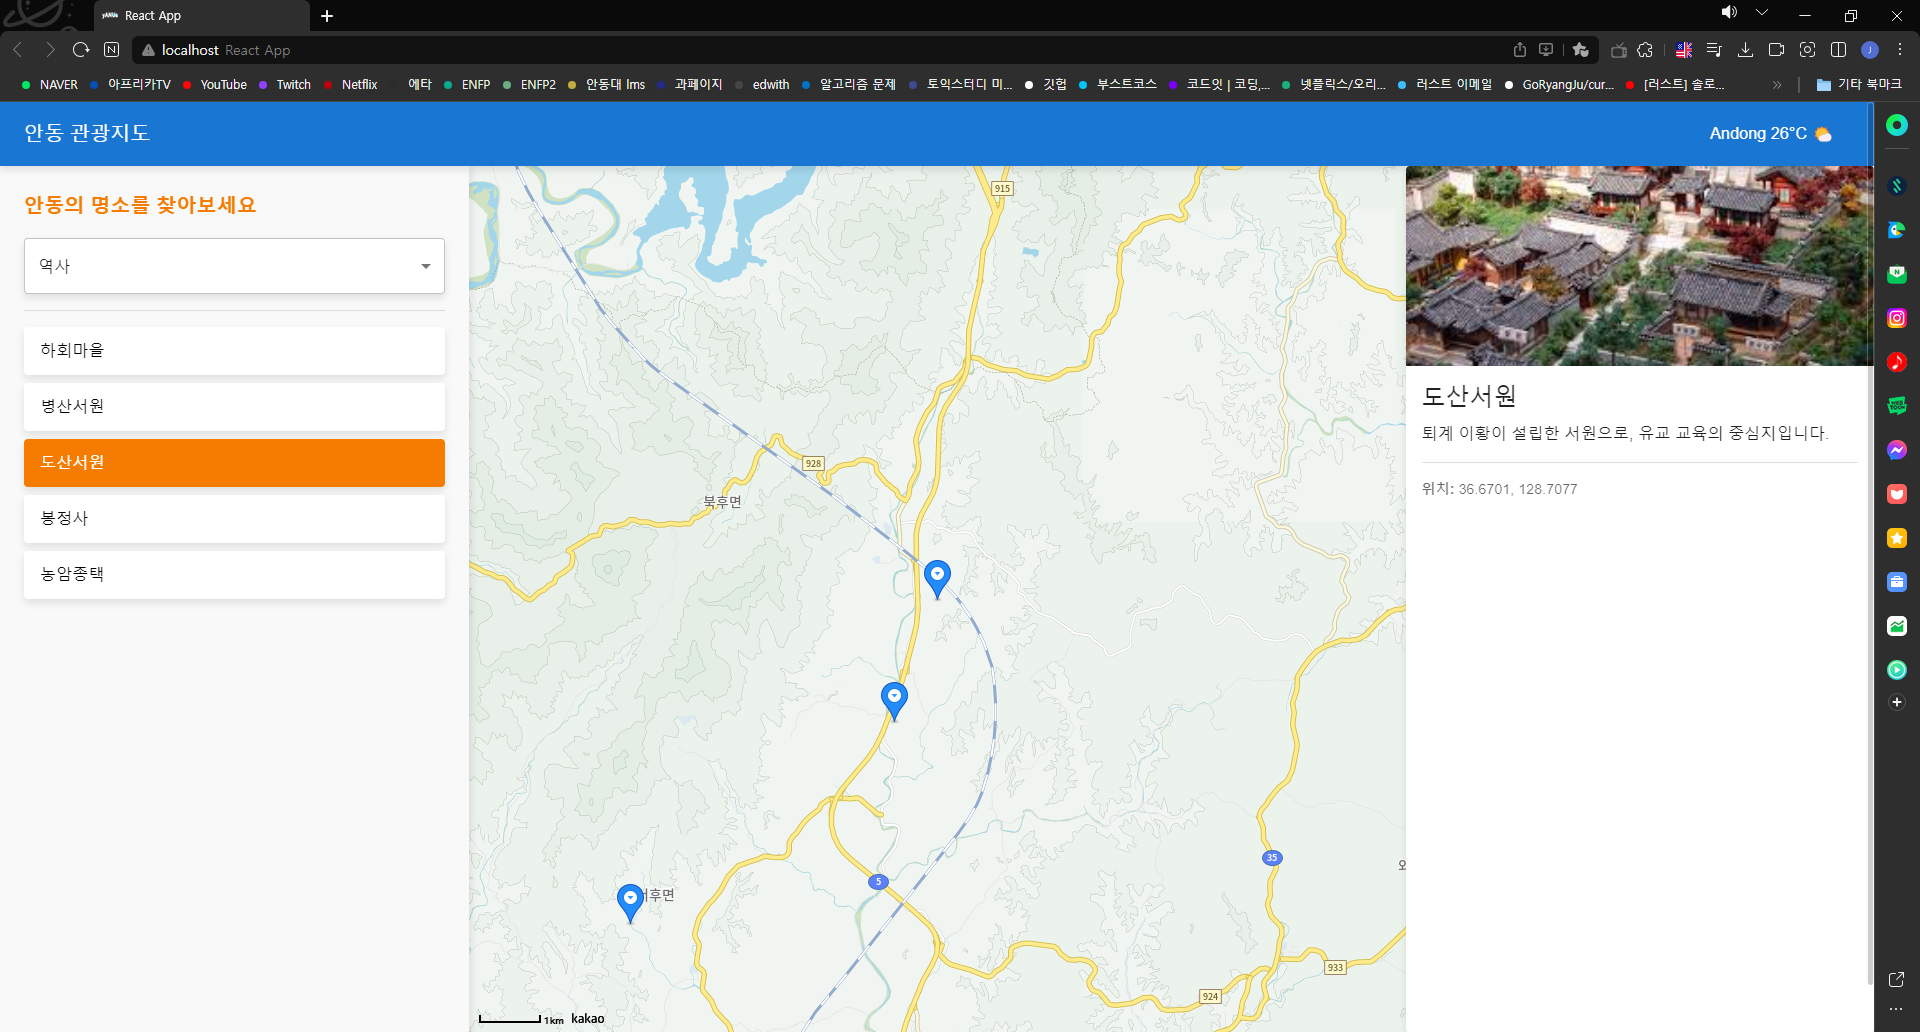 React App
localhost React App
NAVER 아프리카TV YouTube Twitch Netflix 에타 ENFP ENFP2 안동대 lms 과페이지 edwith 알고리즘 문제 토익스터디 미... 깃헙 부스트코스 코드잇 | 코딩,... 넷플릭스/오리... 러스트 이메일 GoRyangJu/cur... [러스트] 솔로... 기타 북마크
안동 관광지도
Andong 26°C
안동의 명소를 찾아보세요
역사
하회마을
병산서원
도산서원
봉정사
농암종택
915
928
북후면
5
35
후면
933
924
1km kakao
도산서원
퇴계 이황이 설립한 서원으로, 유교 교육의 중심지입니다.
위치: 36.6701, 128.7077